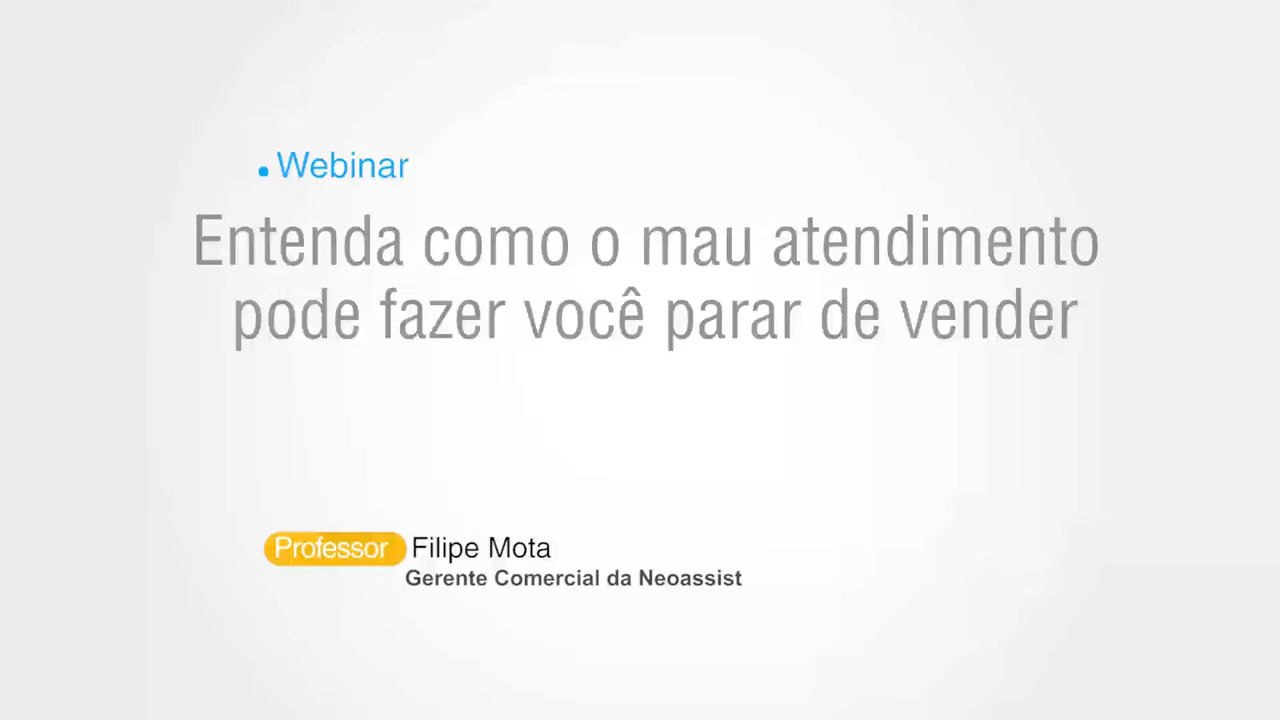 . Webinar
Entenda como o mau atendimento
pode fazer você parar de vender
Professor Filipe Mota
Gerente Comercial da Neoassist